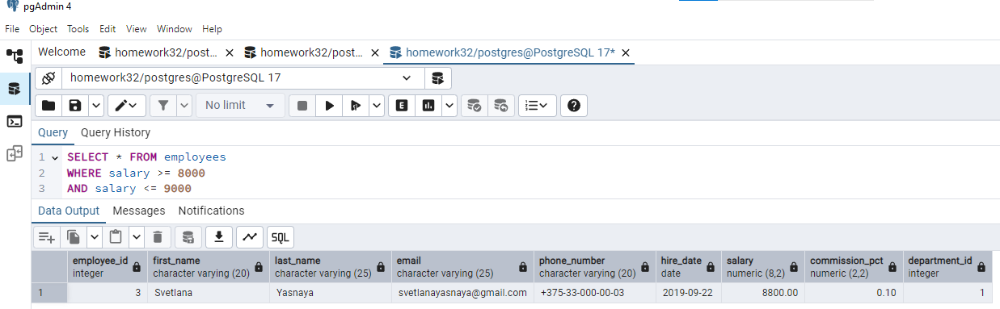 pgAdmin 4
File Object Tools Edit View Window Help
Welcome homework32/post... homework32/post... homework32/postgres@PostgreSQL 17*
homework32/postgres@PostgreSQL 17
No limit E
Query Query History
1 SELECT * FROM employees
2 WHERE salary >= 8000
3 AND salary <= 9000
Data Output Messages Notifications
SQL
employee_id first_name last_name email phone_number hire_date salary commission_pct department_id
integer character varying (20) character varying (25) character varying (25) character varying (20) date numeric (8,2) numeric (2,2) integer
1 3 Svetlana Yasnaya svetlanayasnaya@gmail.com +375-33-000-00-03 2019-09-22 8800.00 0.10 1